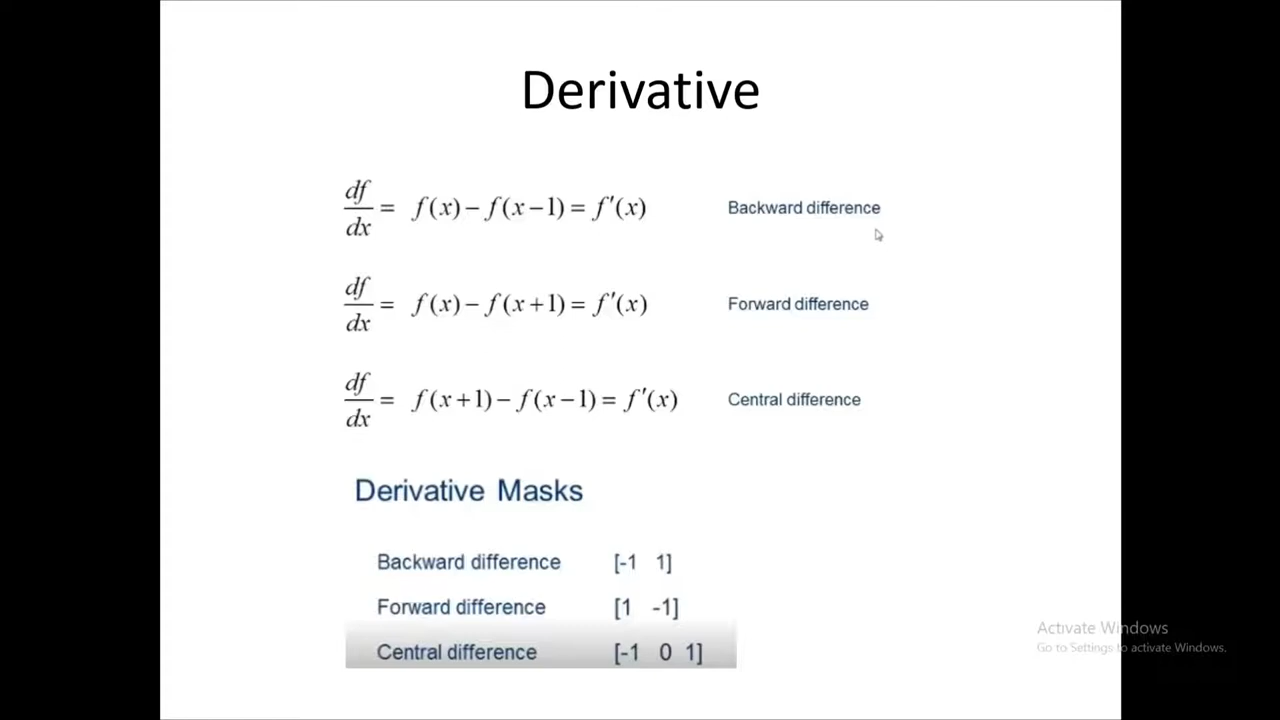 Derivative
df/dx = f(x) − f(x−1) = f′(x) Backward difference
df/dx = f(x) − f(x+1) = f′(x) Forward difference
df/dx = f(x+1) − f(x−1) = f′(x) Central difference
Derivative Masks
Backward difference [-1 1]
Forward difference [1 -1]
Central difference [-1 0 1]
Activate Windows
Go to Settings to activate Windows.